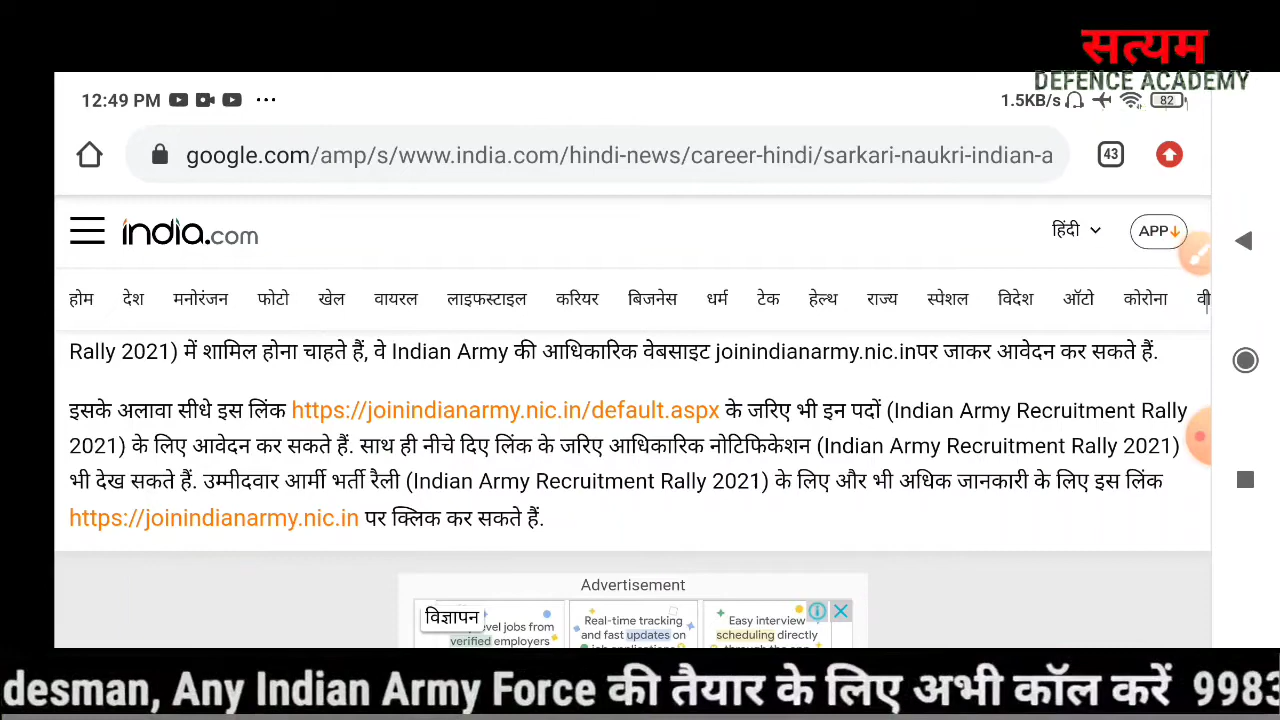 सत्यम
DEFENCE ACADEMY
12:49 PM
1.5KB/s
82
google.com/amp/s/www.india.com/hindi-news/career-hindi/sarkari-naukri-indian-a
43
india.com
हिंदी
APP
होम देश मनोरंजन फोटो खेल वायरल लाइफस्टाइल करियर बिजनेस धर्म टेक हेल्थ राज्य स्पेशल विदेश ऑटो कोरोना
Rally 2021) में शामिल होना चाहते हैं, वे Indian Army की आधिकारिक वेबसाइट joinindianarmy.nic.inपर जाकर आवेदन कर सकते हैं.
इसके अलावा सीधे इस लिंक https://joinindianarmy.nic.in/default.aspx के जरिए भी इन पदों (Indian Army Recruitment Rally
2021) के लिए आवेदन कर सकते हैं. साथ ही नीचे दिए लिंक के जरिए आधिकारिक नोटिफिकेशन (Indian Army Recruitment Rally 2021)
भी देख सकते हैं. उम्मीदवार आर्मी भर्ती रैली (Indian Army Recruitment Rally 2021) के लिए और भी अधिक जानकारी के लिए इस लिंक
https://joinindianarmy.nic.in पर क्लिक कर सकते हैं.
Advertisement
विज्ञापन
jobs from
verified employers
Real-time tracking
and fast updates on
Easy interview
scheduling directly
desman, Any Indian Army Force की तैयार के लिए अभी कॉल करें 9983